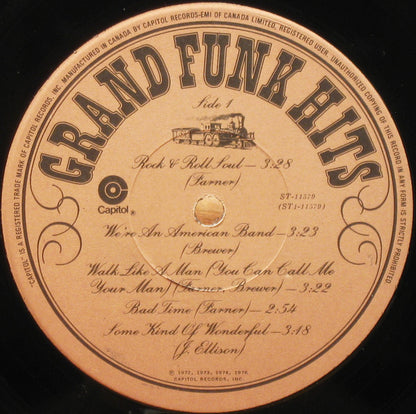 MANUFACTURED IN CANADA BY CAPITOL RECORDS-EMI OF CANADA LIMITED, REGISTERED USER. UNAUTHORIZED COPYING OF THIS RECORD IN ANY FORM IS STRICTLY PROHIBITED
CAPITOL IS A REGISTERED TRADE MARK OF CAPITOL RECORDS, INC.
GRAND FUNK HITS
Side 1
Rock & Roll Soul — 3:28
(Farner)
Capitol®
ST-11579
(ST1-11579)
We're An American Band — 3:23
(Brewer)
Walk Like A Man (You Can Call Me
Your Man) (Farner, Brewer) — 3:22
Bad Time (Farner) — 2:54
Some Kind Of Wonderful — 3:18
(J. Ellison)
℗ 1972, 1973, 1974, 1976
CAPITOL RECORDS, INC.